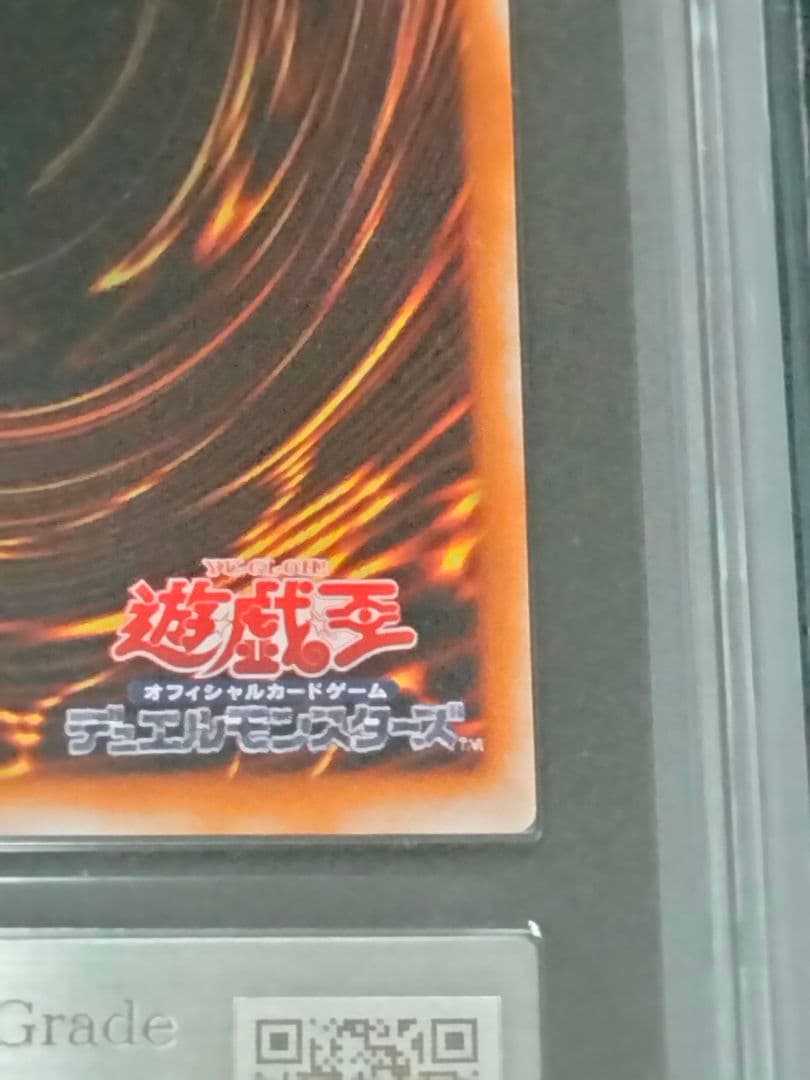 YU-GI-OH!
遊戯王
オフィシャルカードゲーム
デュエルモンスターズ TM
Grade